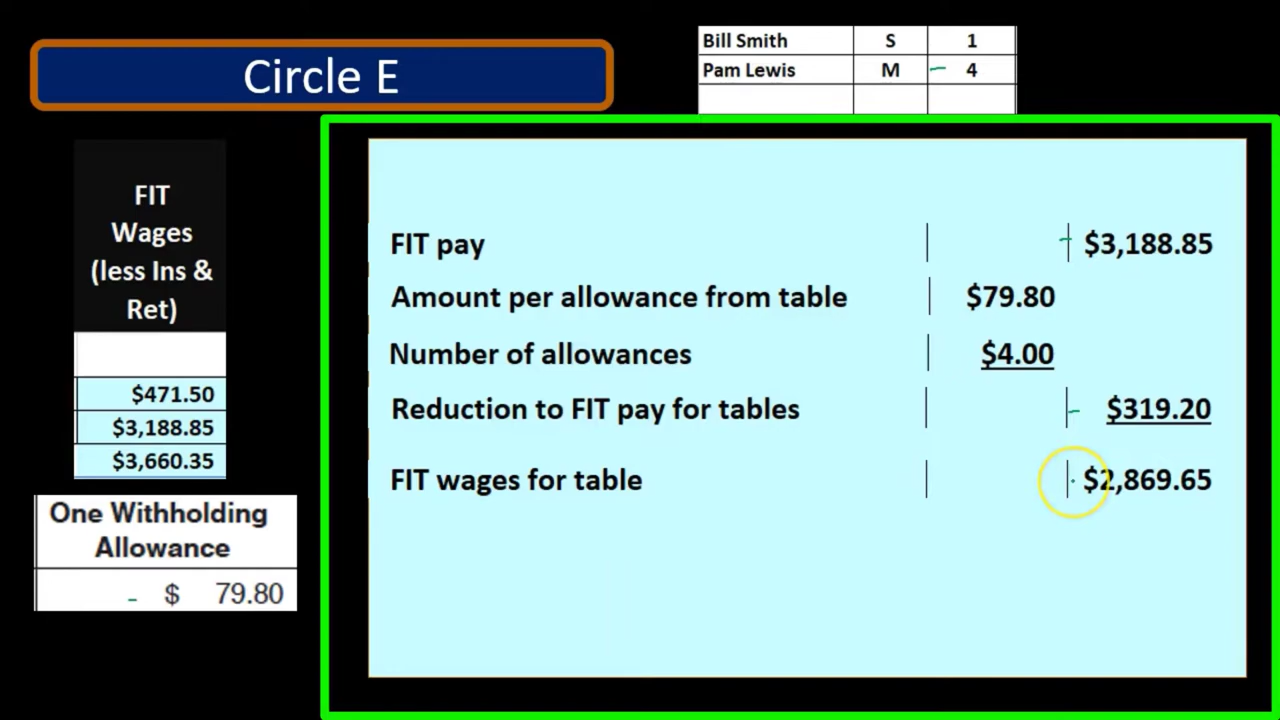 Circle E
Bill Smith S 1
Pam Lewis M 4
FIT
Wages
(less Ins &
Ret)
$471.50
$3,188.85
$3,660.35
One Withholding
Allowance
$ 79.80
FIT pay $3,188.85
Amount per allowance from table $79.80
Number of allowances $4.00
Reduction to FIT pay for tables $319.20
FIT wages for table $2,869.65